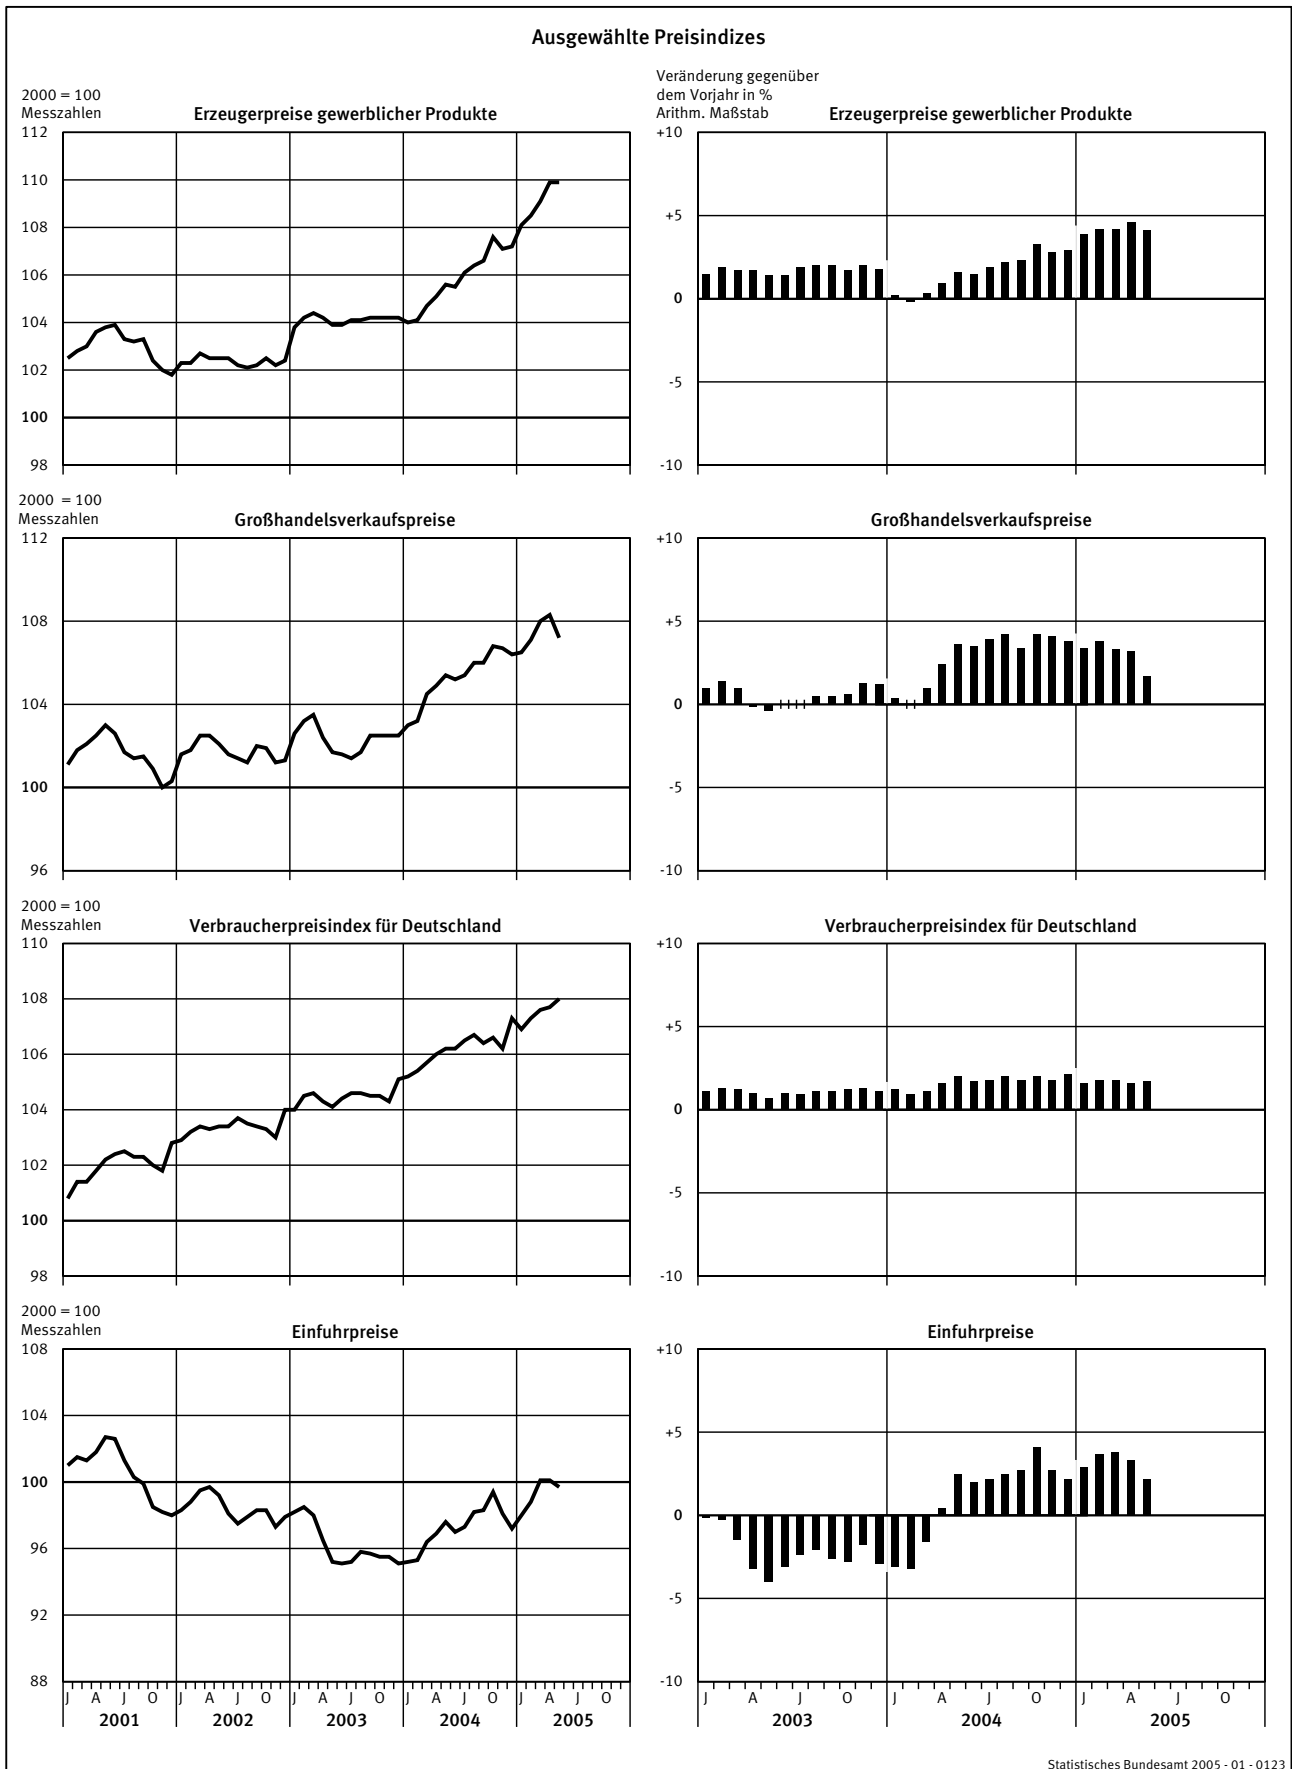 Ausgewählte Preisindizes
2000 = 100
Messzahlen
Erzeugerpreise gewerblicher Produkte
112
110
108
106
104
102
100
98
Veränderung gegenüber
dem Vorjahr in %
Arithm. Maßstab
Erzeugerpreise gewerblicher Produkte
+10
+5
0
-5
-10
2000 = 100
Messzahlen
Großhandelsverkaufspreise
112
108
104
100
96
Großhandelsverkaufspreise
+10
+5
0
-5
-10
2000 = 100
Messzahlen
Verbraucherpreisindex für Deutschland
110
108
106
104
102
100
98
Verbraucherpreisindex für Deutschland
+10
+5
0
-5
-10
2000 = 100
Messzahlen
Einfuhrpreise
108
104
100
96
92
88
J A J O J A J O J A J O J A J O J A J O
2001 2002 2003 2004 2005
Einfuhrpreise
+10
+5
0
-5
-10
J A J O J A J O J A J O
2003 2004 2005
Statistisches Bundesamt 2005 - 01 - 0123